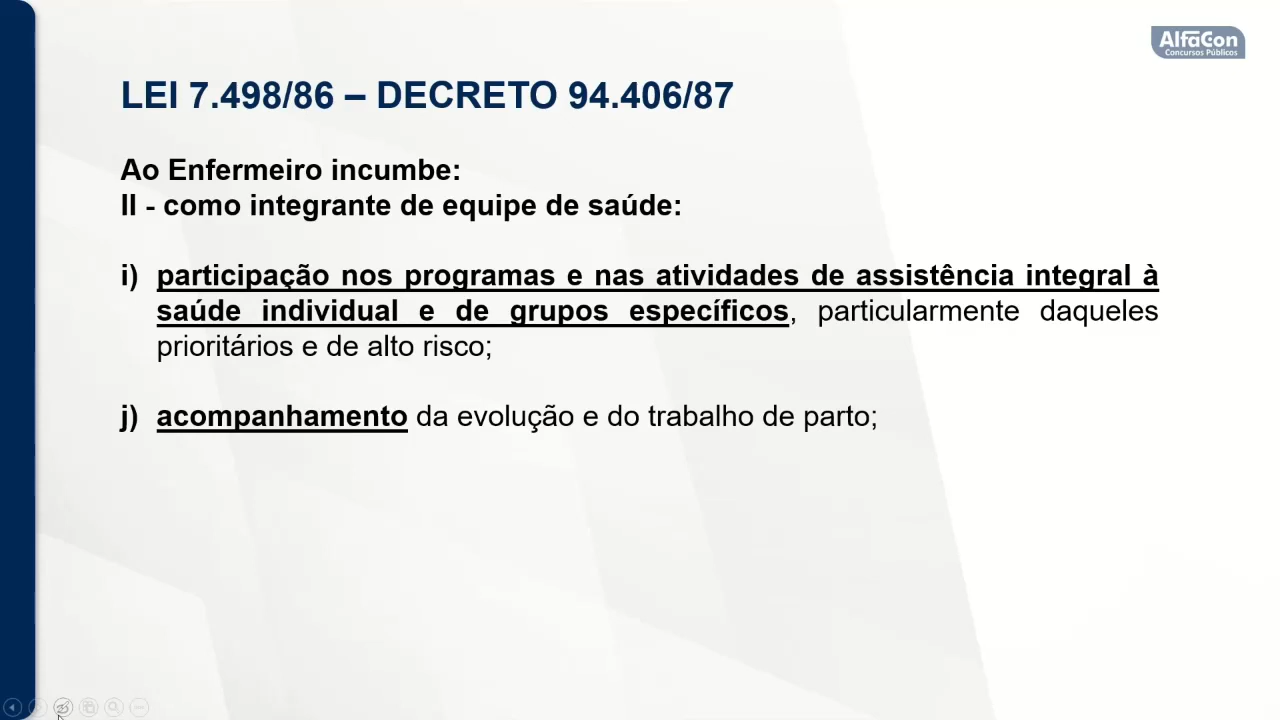 AlfaCon
Concursos Públicos
LEI 7.498/86 – DECRETO 94.406/87
Ao Enfermeiro incumbe:
II - como integrante de equipe de saúde:
i) participação nos programas e nas atividades de assistência integral à
saúde individual e de grupos específicos, particularmente daqueles
prioritários e de alto risco;
j) acompanhamento da evolução e do trabalho de parto;